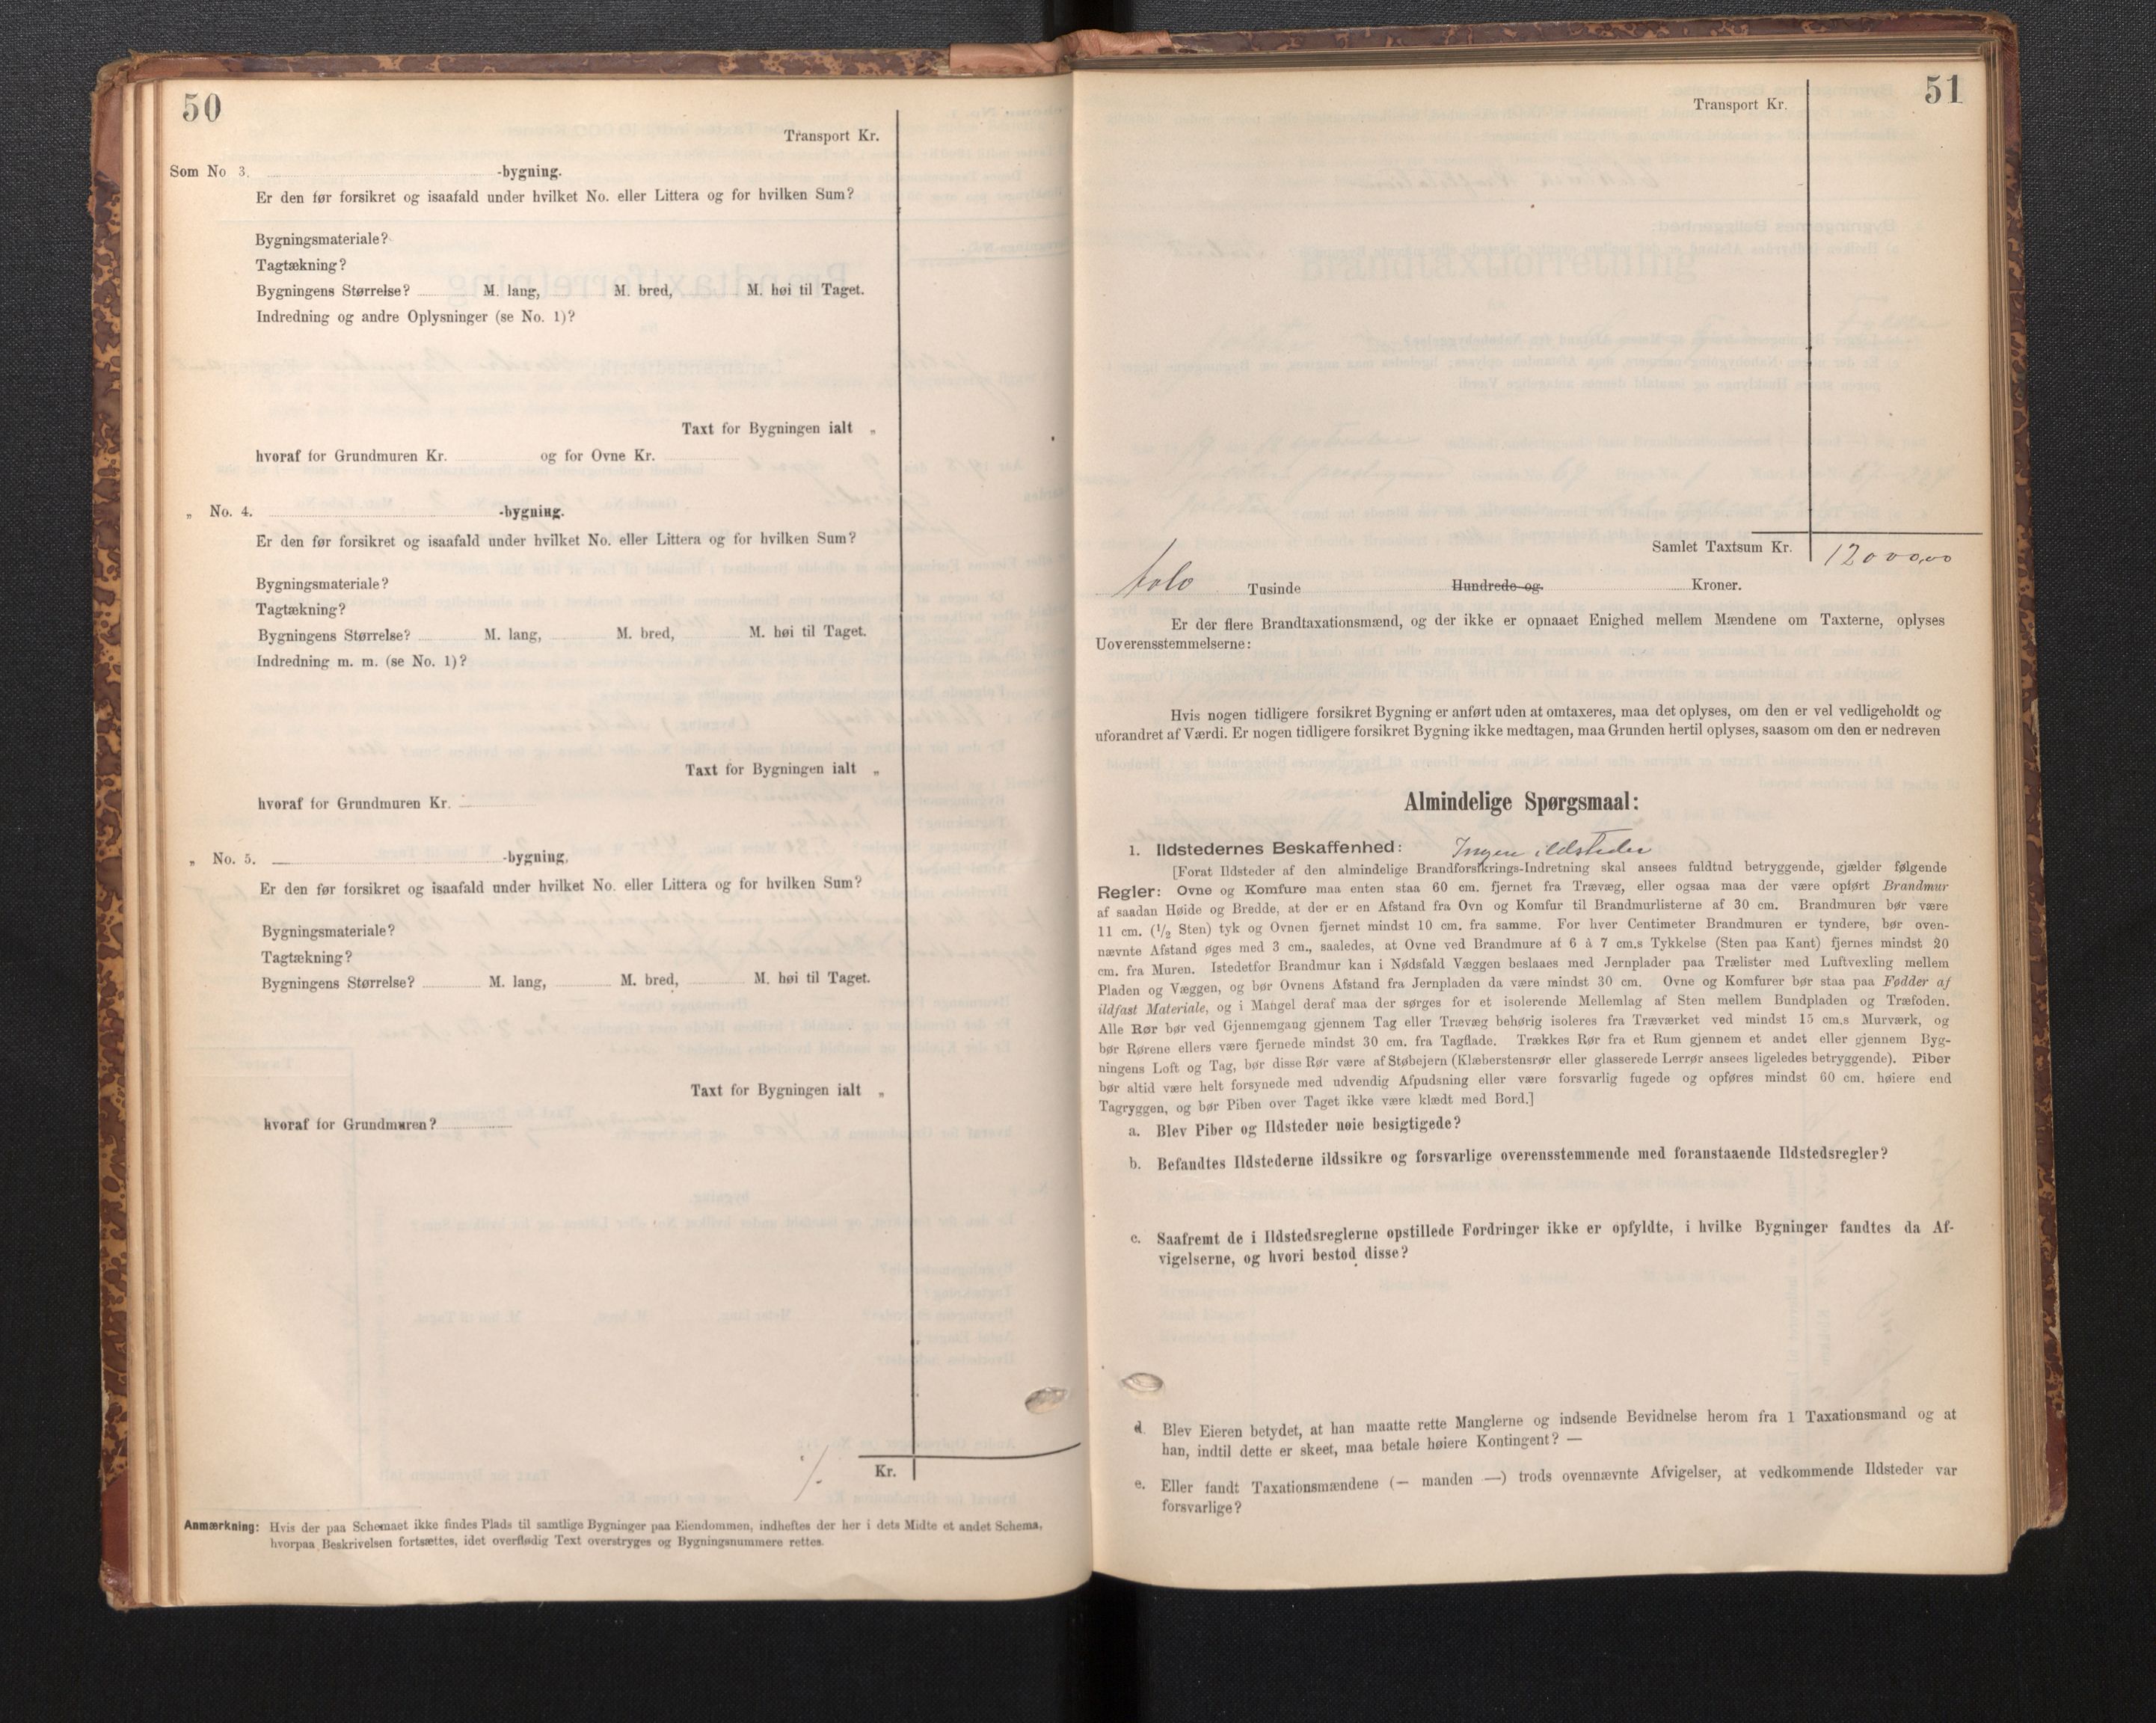 50
Transport Kr.
Som No 3. -bygning.
Er den før forsikret og isaafald under hvilket No. eller Littera og for hvilken Sum?
Bygningsmateriale?
Tagtækning?
Bygningens Størrelse? M. lang, M. bred, M. høi til Taget.
Indredning og andre Oplysninger (se No. 1)?
Taxt for Bygningen ialt „
hvoraf for Grundmuren Kr. og for Ovne Kr.
„ No. 4. -bygning.
Er den før forsikret og isaafald under hvilket No. eller Littera og for hvilken Sum?
Bygningsmateriale?
Tagtækning?
Bygningens Størrelse? M. lang, M. bred, M. høi til Taget.
Indredning m. m. (se No. 1)?
Taxt for Bygningen ialt „
hvoraf for Grundmuren Kr.
„ No. 5. -bygning.
Er den før forsikret og isaafald under hvilket No. eller Littera og for hvilken Sum?
Bygningsmateriale?
Tagtækning?
Bygningens Størrelse? M. lang, M. bred, M. høi til Taget.
Taxt for Bygningen ialt „
hvoraf for Grundmuren?
./.
Kr.
Anmærkning: Hvis der paa Schemaet ikke findes Plads til samtlige Bygninger paa Eiendommen, indheftes der her i dets Midte et andet Schema,
hvorpaa Beskrivelsen fortsættes, idet overflødig Text overstryges og Bygningsnummere rettes.
51
Transport Kr.
Samlet Taxtsum Kr. 12000,00
tolv Tusinde Hundrede og Kroner.
Er der flere Brandtaxationsmænd, og der ikke er opnaaet Enighed mellem Mændene om Taxterne, oplyses
Uoverensstemmelserne:
Hvis nogen tidligere forsikret Bygning er anført uden at omtaxeres, maa det oplyses, om den er vel vedligeholdt og
uforandret af Værdi. Er nogen tidligere forsikret Bygning ikke medtagen, maa Grunden hertil oplyses, saasom om den er nedreven
Almindelige Spørgsmaal:
1. Ildstedernes Beskaffenhed: Ingen ildsteder
[Forat Ildsteder af den almindelige Brandforsikrings-Indretning skal ansees fuldtud betryggende, gjælder følgende
Regler: Ovne og Komfure maa enten staa 60 cm. fjernet fra Trævæg, eller ogsaa maa der være opført Brandmur
af saadan Høide og Bredde, at der er en Afstand fra Ovn og Komfur til Brandmurlisterne af 30 cm. Brandmuren bør være
11 cm. (1/2 Sten) tyk og Ovnen fjernet mindst 10 cm. fra samme. For hver Centimeter Brandmuren er tyndere, bør oven-
nævnte Afstand øges med 3 cm., saaledes, at Ovne ved Brandmure af 6 à 7 cm.s Tykkelse (Sten paa Kant) fjernes mindst 20
cm. fra Muren. Istedetfor Brandmur kan i Nødsfald Væggen beslaaes med Jernplader paa Trælister med Luftvexling mellem
Pladen og Væggen, og bør Ovnens Afstand fra Jernpladen da være mindst 30 cm. Ovne og Komfurer bør staa paa Fødder af
ildfast Materiale, og i Mangel deraf maa der sørges for et isolerende Mellemlag af Sten mellem Bundpladen og Træfoden.
Alle Rør bør ved Gjennemgang gjennem Tag eller Trævæg behørig isoleres fra Træværket ved mindst 15 cm.s Murværk, og
bør Rørene ellers være fjernede mindst 30 cm. fra Tagflade. Trækkes Rør fra et Rum gjennem et andet eller gjennem Byg-
ningens Loft og Tag, bør disse Rør være af Støbejern (Klæberstensrør eller glasserede Lerrør ansees ligeledes betryggende). Piber
bør altid være helt forsynede med udvendig Afpudsning eller være forsvarlig fugede og opføres mindst 60 cm. høiere end
Tagryggen, og bør Piben over Taget ikke være klædt med Bord.]
a. Blev Piber og Ildsteder nøie besigtigede?
b. Befandtes Ildstederne ildssikre og forsvarlige overensstemmende med foranstaaende Ildstedsregler?
c. Saafremt de i Ildstedsreglerne opstillede Fordringer ikke er opfyldte, i hvilke Bygninger fandtes da Af-
vigelserne, og hvori bestod disse?
d. Blev Eieren betydet, at han maatte rette Manglerne og indsende Bevidnelse herom fra 1 Taxationsmand og at
han, indtil dette er skeet, maa betale høiere Kontingent? —
e. Eller fandt Taxationsmændene (— manden —) trods ovennævnte Afvigelser, at vedkommende Ildsteder var
forsvarlige?